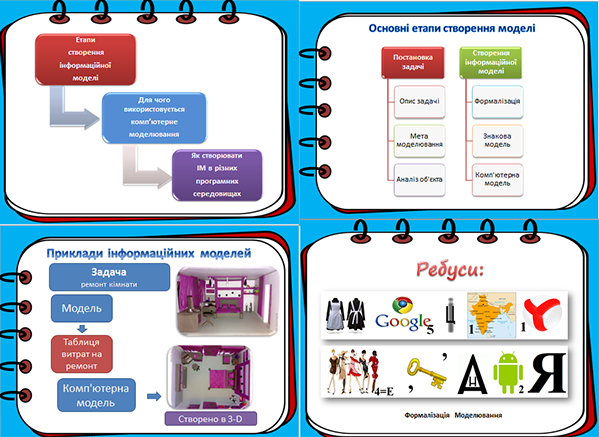 Етапи
створення
інформаційної
моделі
Для чого
використовується
комп'ютерне
моделювання
Як створювати
ІМ в різних
програмних
середовищах
Основні етапи створення моделі
Постановка
задачі
Опис задачі
Мета
моделювання
Аналіз об'єкта
Створення
інформаційної
моделі
Формалізація
Знакова
модель
Комп'ютерна
модель
Приклади інформаційних моделей
Задача
ремонт кімнати
Модель
Таблиця
витрат на
ремонт
Комп'ютерна
модель
Створено в 3-D
Ребуси:
Google 5 1 1
4=Е , ’ Д Н 2 Я
Формалізація Моделювання